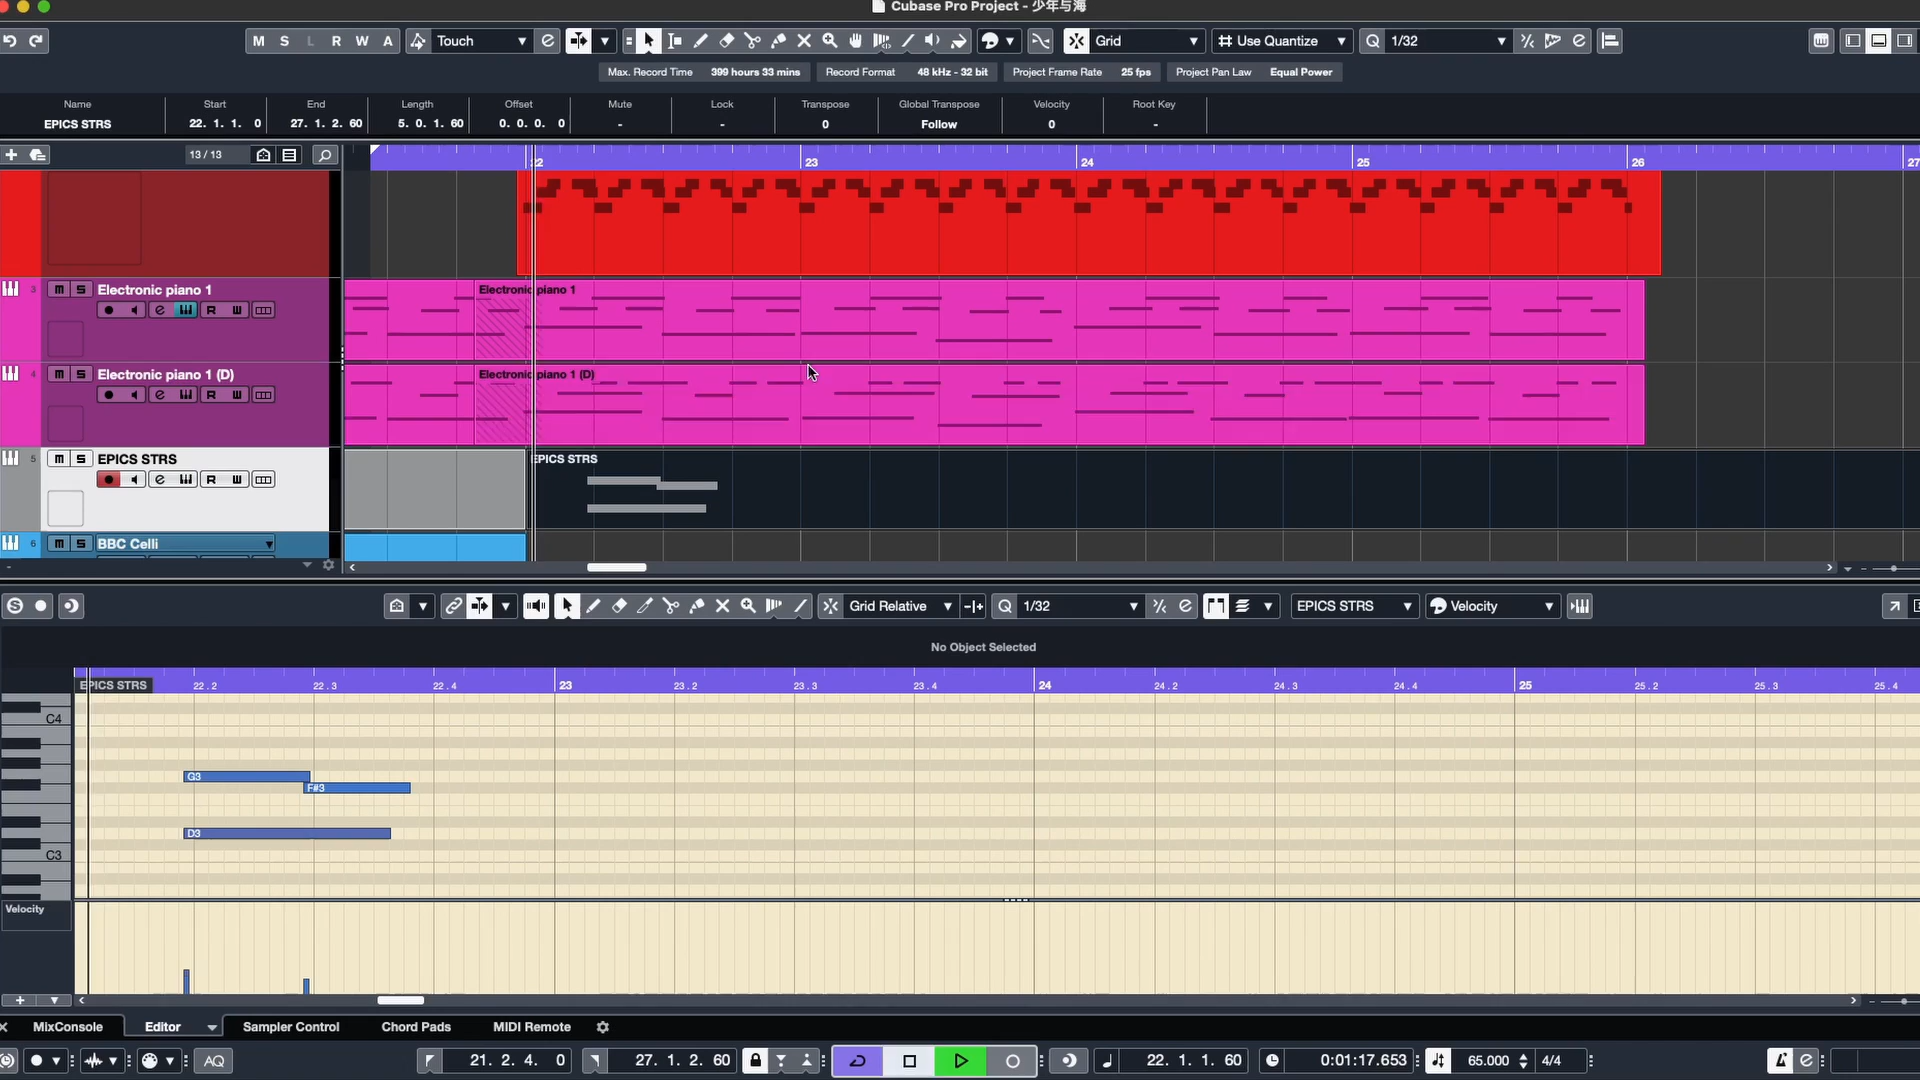 Cubase Pro Project - 少年与海
M S L R W A Touch Grid Use Quantize Q 1/32
Max. Record Time 399 hours 33 mins Record Format 48 kHz - 32 bit Project Frame Rate 25 fps Project Pan Law Equal Power
Name Start End Length Offset Mute Lock Transpose Global Transpose Velocity Root Key
EPICS STRS 22. 1. 1. 0 27. 1. 2. 60 5. 0. 1. 60 0. 0. 0. 0 - - 0 Follow 0 -
13 / 13
22 23 24 25 26 27
3 m S Electronic piano 1
R W
Electronic piano 1
4 m S Electronic piano 1 (D)
R W
Electronic piano 1 (D)
5 m S EPICS STRS
R W
EPICS STRS
6 m S BBC Celli
Grid Relative Q 1/32 EPICS STRS Velocity
No Object Selected
EPICS STRS 22.2 22.3 22.4 23 23.2 23.3 23.4 24 24.2 24.3 24.4 25 25.2 25.3 25.4
C4
G3
F#3
D3
C3
Velocity
MixConsole Editor Sampler Control Chord Pads MIDI Remote
AQ 21. 2. 4. 0 27. 1. 2. 60 22. 1. 1. 60 0:01:17.653 65.000 4/4